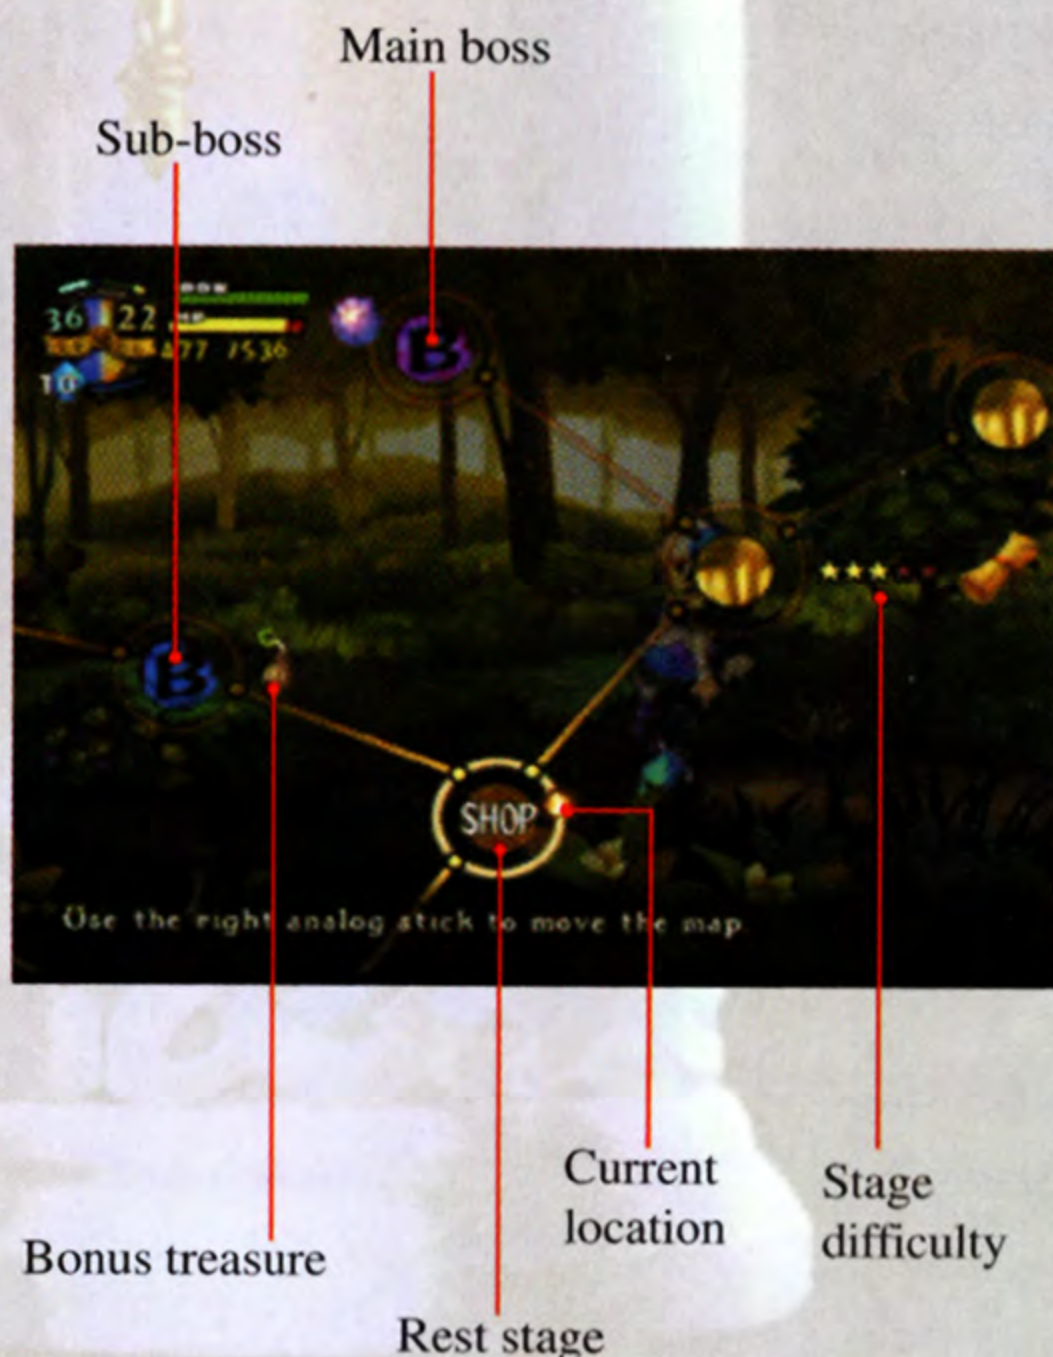 Main boss
Sub-boss
36 22
10
SHOP
Use the right analog stick to move the map.
Current
location
Stage
difficulty
Bonus treasure
Rest stage